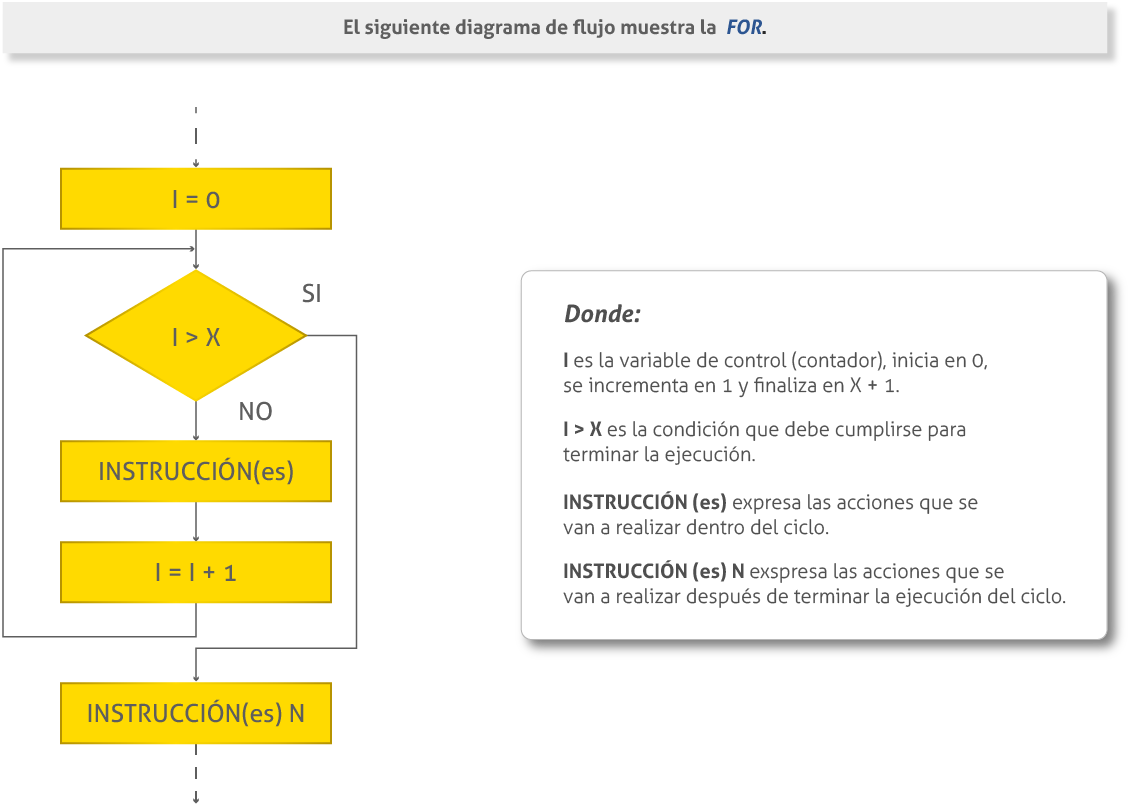 El siguiente diagrama de flujo muestra la FOR.
I = 0
SI
I > X
NO
INSTRUCCIÓN(es)
I = I + 1
INSTRUCCIÓN(es) N
Donde:
I es la variable de control (contador), inicia en 0,
se incrementa en 1 y finaliza en X + 1.
I > X es la condición que debe cumplirse para
terminar la ejecución.
INSTRUCCIÓN (es) expresa las acciones que se
van a realizar dentro del ciclo.
INSTRUCCIÓN (es) N exspresa las acciones que se
van a realizar después de terminar la ejecución del ciclo.